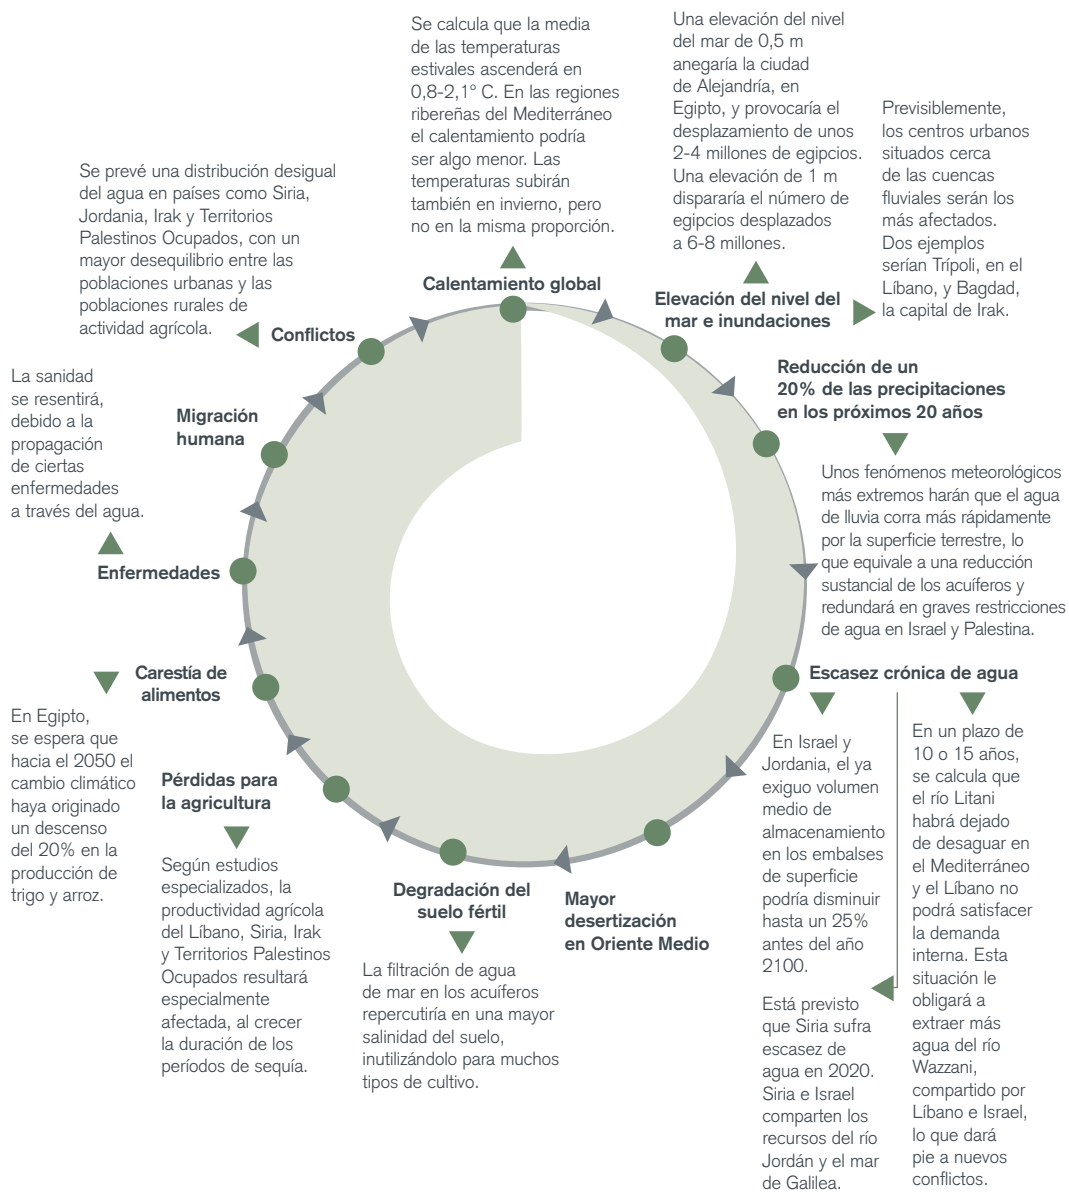 Se calcula que la media
de las temperaturas
estivales ascenderá en
0,8-2,1º C. En las regiones
ribereñas del Mediterráneo
el calentamiento podría
ser algo menor. Las
temperaturas subirán
también en invierno, pero
no en la misma proporción.
Calentamiento global
Una elevación del nivel
del mar de 0,5 m
anegaría la ciudad
de Alejandría, en
Egipto, y provocaría el
desplazamiento de unos
2-4 millones de egipcios.
Una elevación de 1 m
dispararía el número de
egipcios desplazados
a 6-8 millones.
Elevación del nivel del
mar e inundaciones
Previsiblemente,
los centros urbanos
situados cerca
de las cuencas
fluviales serán los
más afectados.
Dos ejemplos
serían Trípoli, en el
Líbano, y Bagdad,
la capital de Irak.
Reducción de un
20% de las precipitaciones
en los próximos 20 años
Unos fenómenos meteorológicos
más extremos harán que el agua
de lluvia corra más rápidamente
por la superficie terrestre, lo
que equivale a una reducción
sustancial de los acuíferos y
redundará en graves restricciones
de agua en Israel y Palestina.
Escasez crónica de agua
En Israel y
Jordania, el ya
exiguo volumen
medio de
almacenamiento
en los embalses
de superficie
podría disminuir
hasta un 25%
antes del año
2100.
Está previsto
que Siria sufra
escasez de
agua en 2020.
Siria e Israel
comparten los
recursos del río
Jordán y el mar
de Galilea.
En un plazo de
10 o 15 años,
se calcula que
el río Litani
habrá dejado
de desaguar en
el Mediterráneo
y el Líbano no
podrá satisfacer
la demanda
interna. Esta
situación le
obligará a
extraer más
agua del río
Wazzani,
compartido por
Líbano e Israel,
lo que dará
pie a nuevos
conflictos.
Mayor
desertización
en Oriente Medio
Degradación del
suelo fértil
La filtración de agua
de mar en los acuíferos
repercutiría en una mayor
salinidad del suelo,
inutilizándolo para muchos
tipos de cultivo.
Pérdidas para
la agricultura
Según estudios
especializados, la
productividad agrícola
del Líbano, Siria, Irak
y Territorios Palestinos
Ocupados resultará
especialmente
afectada, al crecer
la duración de los
períodos de sequía.
Carestía de
alimentos
En Egipto,
se espera que
hacia el 2050 el
cambio climático
haya originado
un descenso
del 20% en la
producción de
trigo y arroz.
Enfermedades
La sanidad
se resentirá,
debido a la
propagación
de ciertas
enfermedades
a través del agua.
Migración
humana
Conflictos
Se prevé una distribución desigual
del agua en países como Siria,
Jordania, Irak y Territorios
Palestinos Ocupados, con un
mayor desequilibrio entre las
poblaciones urbanas y las
poblaciones rurales de
actividad agrícola.